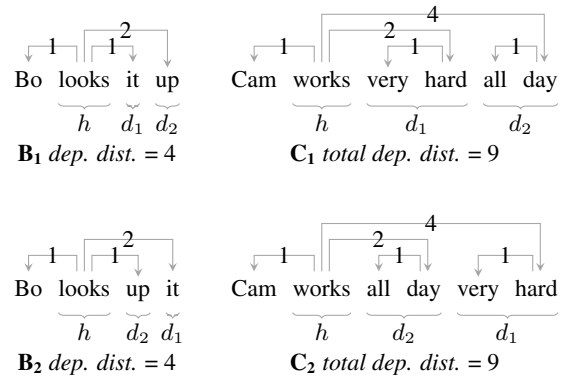 2 4
1 1 1 2 1 1
Bo looks it up Cam works very hard all day
h d₁ d₂ h d₁ d₂
B₁ dep. dist. = 4 C₁ total dep. dist. = 9
2 4
1 1 1 2 1 1
Bo looks up it Cam works all day very hard
h d₂ d₁ h d₂ d₁
B₂ dep. dist. = 4 C₂ total dep. dist. = 9